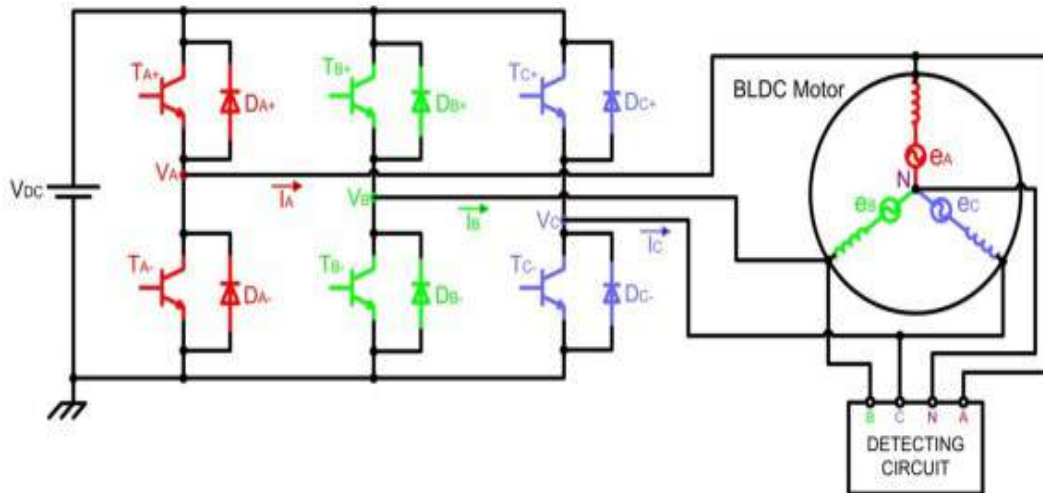 TA+
DA+
TB+
DB+
TC+
DC+
BLDC Motor
VDC
VA
IA
VB
IB
VC
IC
eA
N
eB
eC
TA-
DA-
TB-
DB-
TC-
DC-
B C N A
DETECTING
CIRCUIT